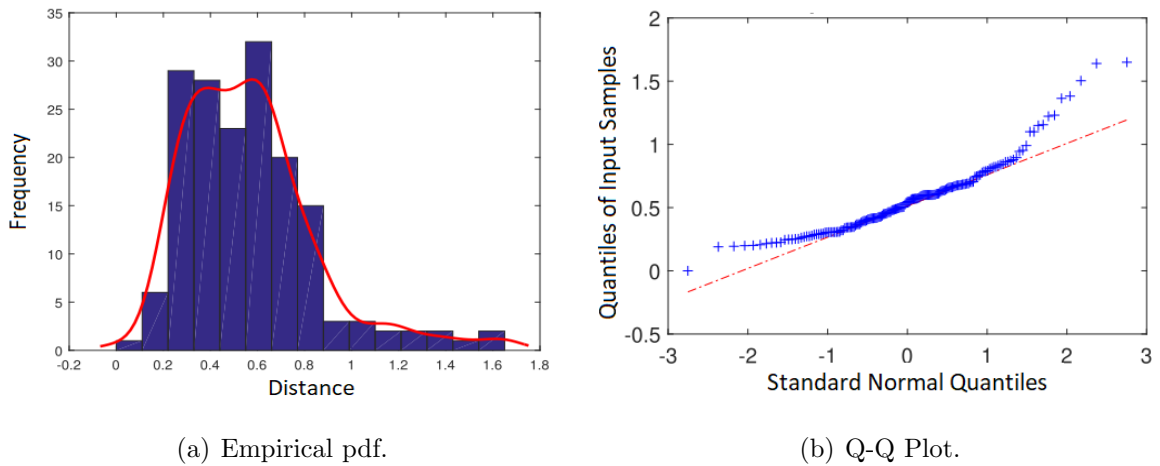 35
30
25
20
15
10
5
0
-0.2 0 0.2 0.4 0.6 0.8 1 1.2 1.4 1.6 1.8
Frequency
Distance
2
1.5
1
0.5
0
-0.5
-3 -2 -1 0 1 2 3
Quantiles of Input Samples
Standard Normal Quantiles
(a) Empirical pdf.
(b) Q-Q Plot.